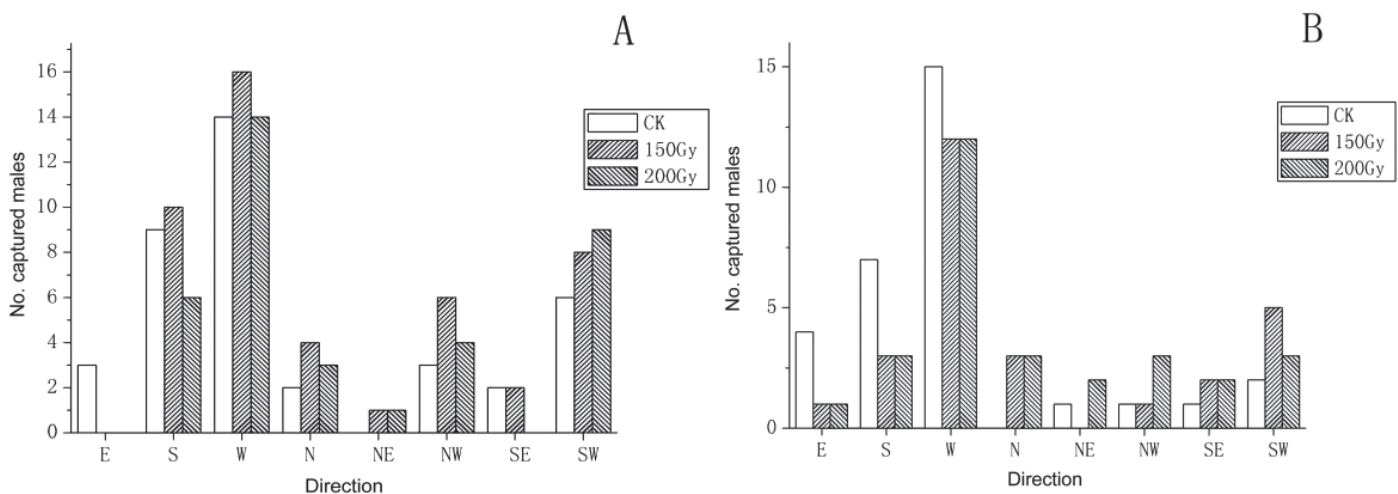 A
16
14
12
10
8
6
4
2
0
No. captured males
CK
150Gy
200Gy
E S W N NE NW SE SW
Direction
B
15
10
5
0
No. captured males
CK
150Gy
200Gy
E S W N NE NW SE SW
Direction